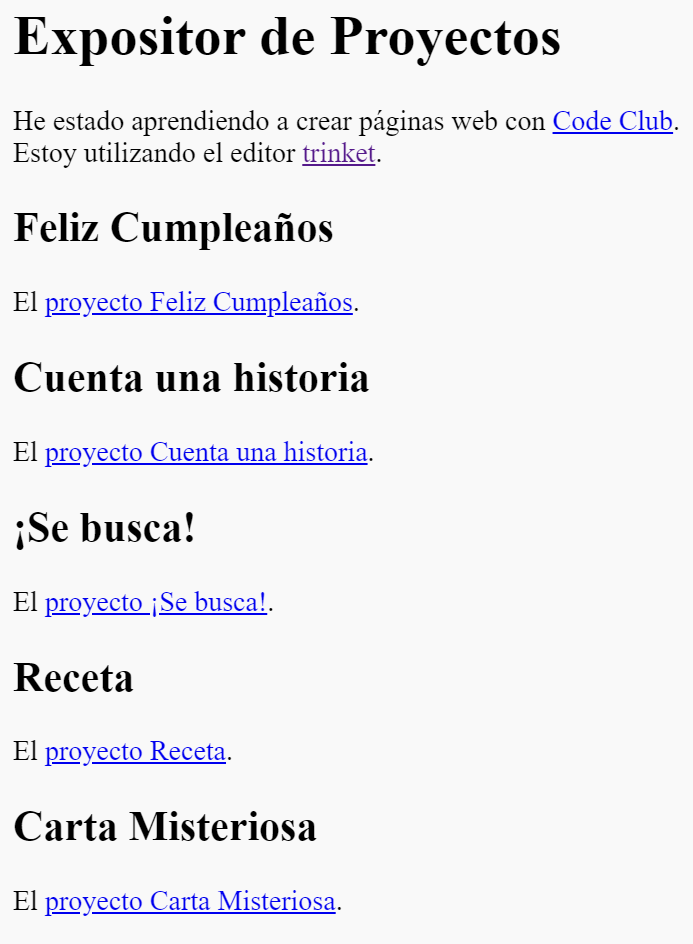 Expositor de Proyectos
He estado aprendiendo a crear páginas web con Code Club.
Estoy utilizando el editor trinket.
Feliz Cumpleaños
El proyecto Feliz Cumpleaños.
Cuenta una historia
El proyecto Cuenta una historia.
¡Se busca!
El proyecto ¡Se busca!.
Receta
El proyecto Receta.
Carta Misteriosa
El proyecto Carta Misteriosa.